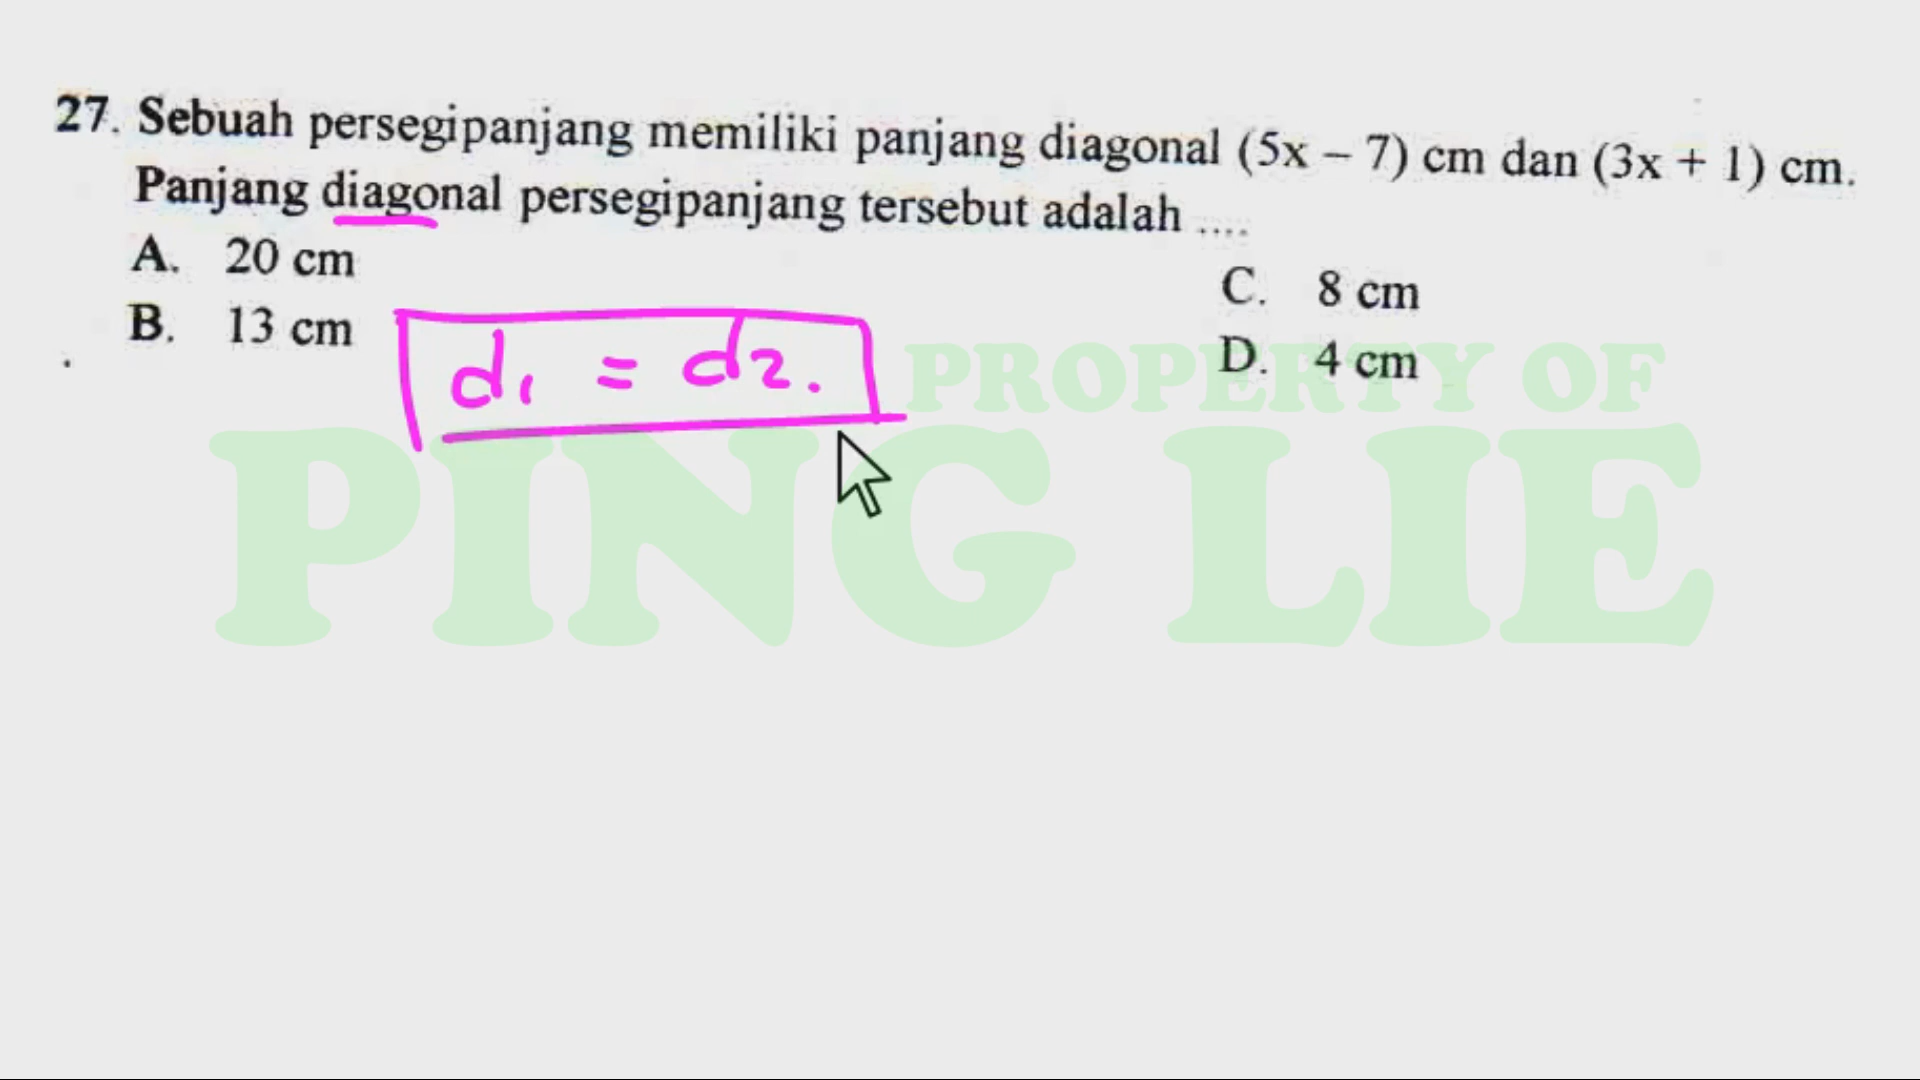 27. Sebuah persegipanjang memiliki panjang diagonal (5x – 7) cm dan (3x + 1) cm.
Panjang diagonal persegipanjang tersebut adalah ....
A. 20 cm
B. 13 cm
C. 8 cm
D. 4 cm
d₁ = d₂.
PROPERTY OF
PING LIE